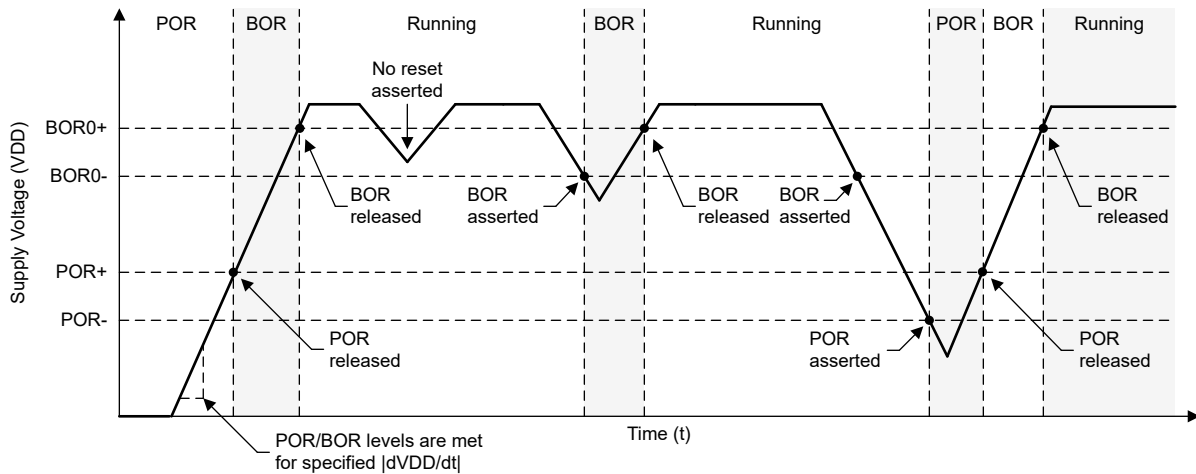 POR
BOR
Running
BOR
Running
POR
BOR
Running
No reset
asserted
Supply Voltage (VDD)
BOR0+
BOR0-
POR+
POR-
BOR
released
BOR
asserted
BOR
released
BOR
asserted
BOR
released
POR
released
POR
asserted
POR
released
POR/BOR levels are met
for specified |dVDD/dt|
Time (t)